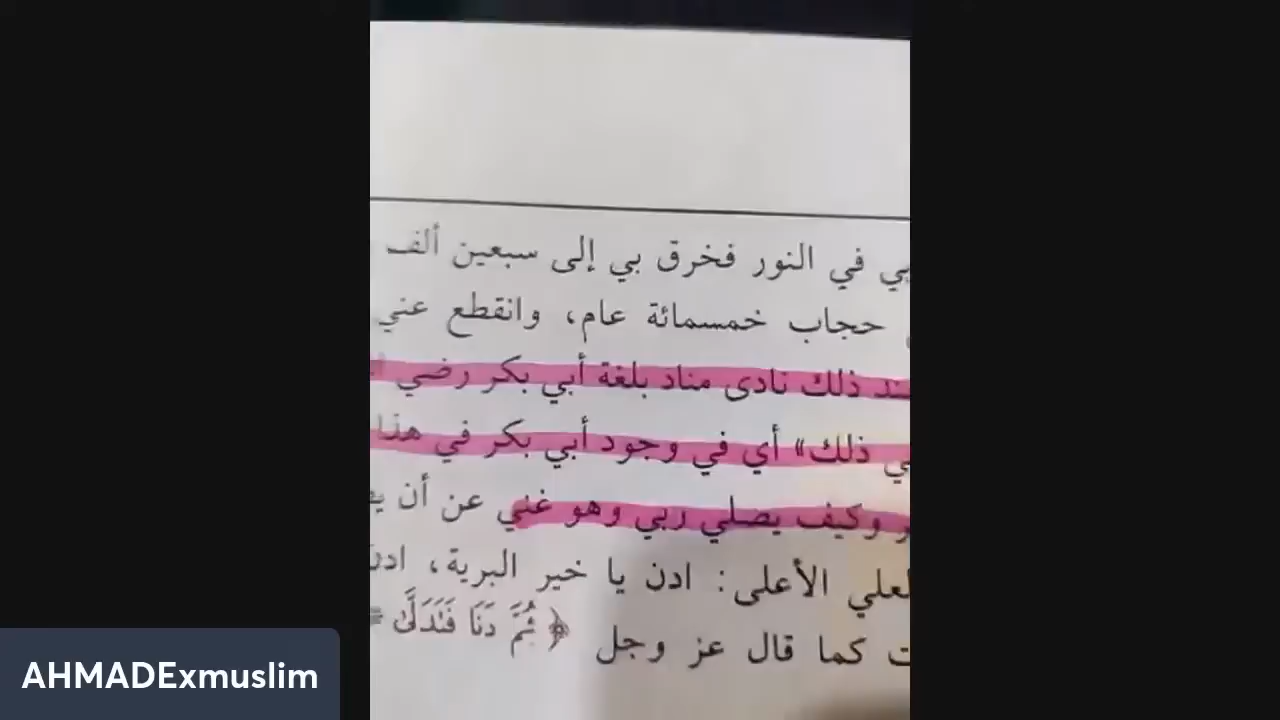 في النور فخرق بي إلى سبعين ألف
حجاب خمسمائة عام، وانقطع عني
ذلك نادى مناد بلغة أبي بكر رضي
ذلك» أي في وجود أبي بكر في هذا
وكيف يصلي ربي وهو غني عن أن
الأعلى: ادن يا خير البرية، ادن
كما قال عز وجل ﴿ثُمَّ دَنَا فَتَدَلَّىٰ
AHMADExmuslim